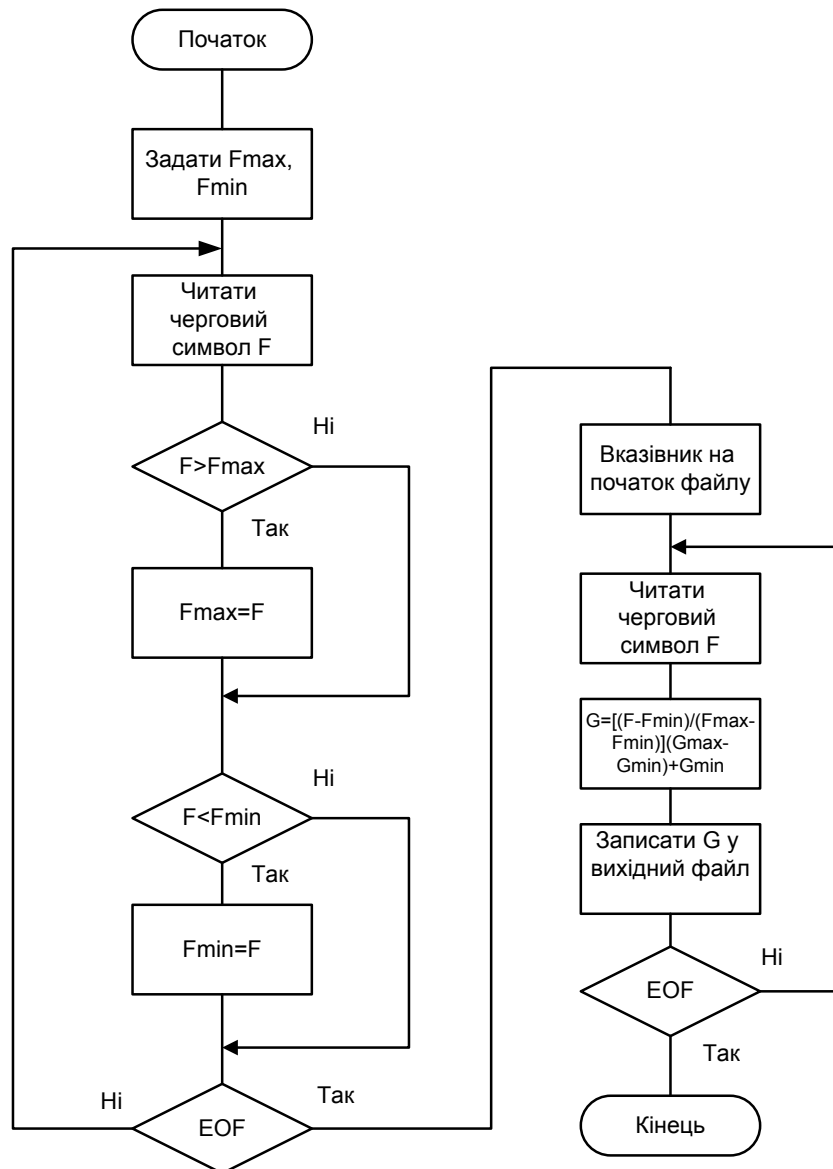 Початок
Задати Fmax,
Fmin
Читати
черговий
символ F
Ні
F>Fmax
Так
Fmax=F
Ні
F<Fmin
Так
Fmin=F
Ні
Так
EOF
Вказівник на
початок файлу
Читати
черговий
символ F
G=[(F-Fmin)/(Fmax-
Fmin)](Gmax-
Gmin)+Gmin
Записати G у
вихідний файл
Ні
EOF
Так
Кінець